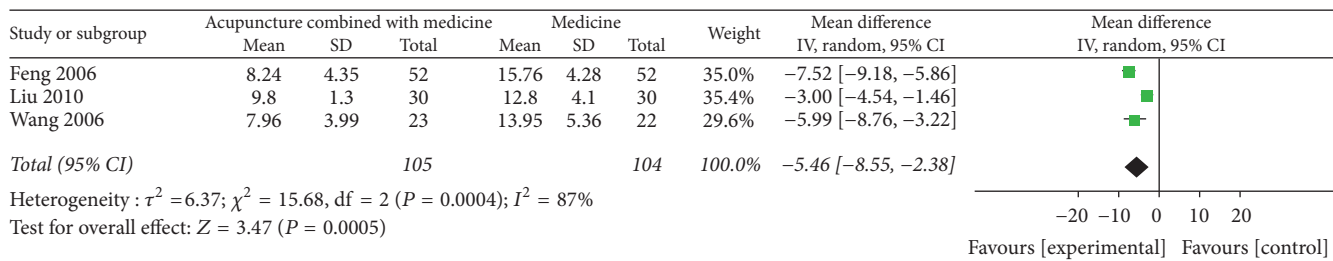 Study or subgroup Acupuncture combined with medicine Medicine Weight Mean difference Mean difference
Mean SD Total Mean SD Total IV, random, 95% CI IV, random, 95% CI
Feng 2006 8.24 4.35 52 15.76 4.28 52 35.0% −7.52 [−9.18, −5.86]
Liu 2010 9.8 1.3 30 12.8 4.1 30 35.4% −3.00 [−4.54, −1.46]
Wang 2006 7.96 3.99 23 13.95 5.36 22 29.6% −5.99 [−8.76, −3.22]
Total (95% CI) 105 104 100.0% −5.46 [−8.55, −2.38]
Heterogeneity : τ² =6.37; χ² = 15.68, df = 2 (P = 0.0004); I² = 87%
Test for overall effect: Z = 3.47 (P = 0.0005)
−20 −10 0 10 20
Favours [experimental] Favours [control]